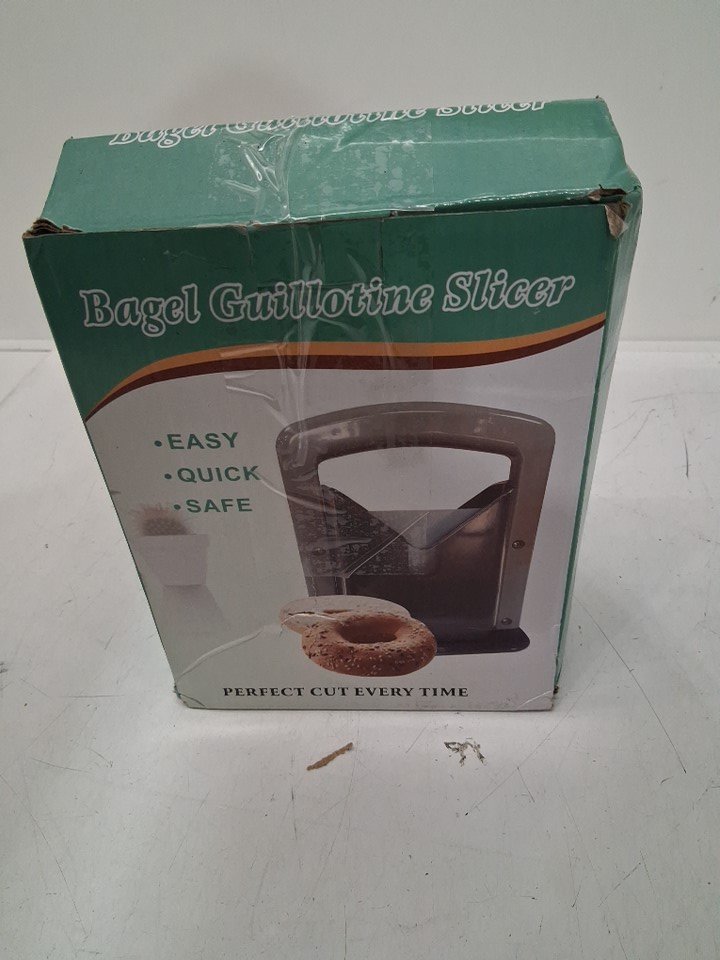 Bagel Guillotine Slicer
Bagel Guillotine Slicer
• EASY
• QUICK
• SAFE
PERFECT CUT EVERY TIME